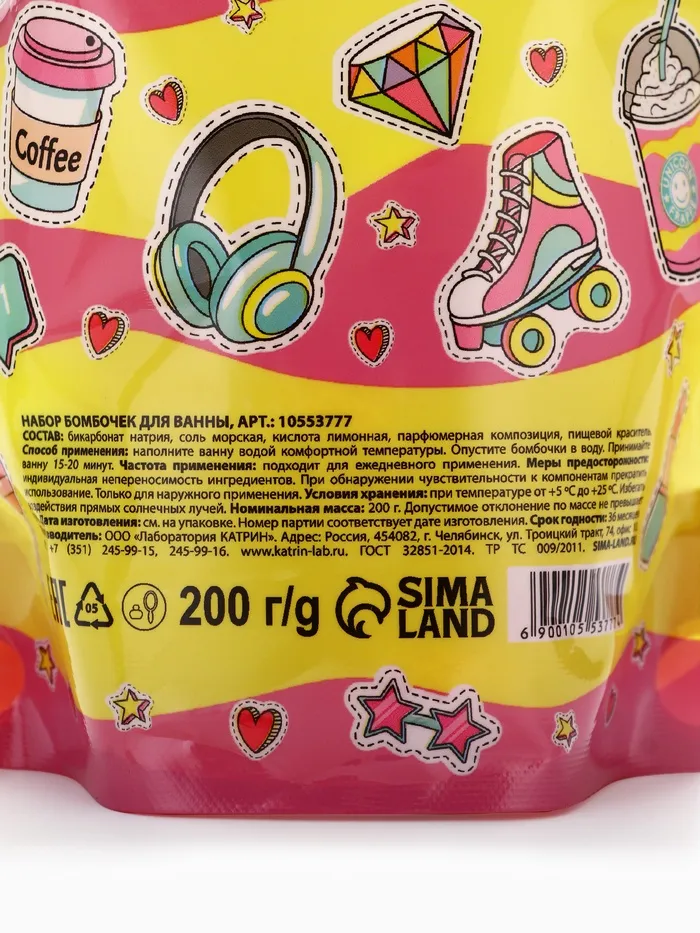 Coffee
1
НАБОР БОМБОЧЕК ДЛЯ ВАННЫ, АРТ.: 10553777
СОСТАВ: бикарбонат натрия, соль морская, кислота лимонная, парфюмерная композиция, пищевой краситель.
Способ применения: наполните ванну водой комфортной температуры. Опустите бомбочки в воду. Принимайте
ванну 15-20 минут. Частота применения: подходит для ежедневного применения. Меры предосторожности:
индивидуальная непереносимость ингредиентов. При обнаружении чувствительности к компонентам прекратить
использование. Только для наружного применения. Условия хранения: при температуре от +5 °С до +25 °С. Избегать
воздействия прямых солнечных лучей. Номинальная масса: 200 г. Допустимое отклонение по массе не превышает
Дата изготовления: см. на упаковке. Номер партии соответствует дате изготовления. Срок годности: 36 месяцев.
ООО «Лаборатория КАТРИН». Адрес: Россия, 454082, г. Челябинск, ул. Троицкий тракт, 74, офис
+7 (351) 245-99-15, 245-99-16. www.katrin-lab.ru. ГОСТ 32851-2014. ТР ТС 009/2011. SIMA-LAND.RU
05
200 г/g
SIMA
LAND
6 900105 5377